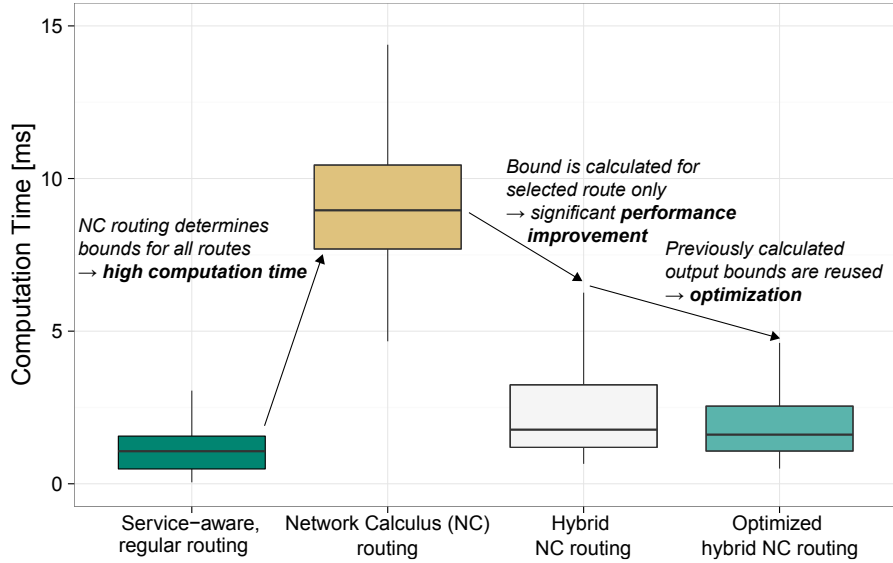 Computation Time [ms]
15
10
5
0
NC routing determines
bounds for all routes
→ high computation time
Bound is calculated for
selected route only
→ significant performance
improvement
Previously calculated
output bounds are reused
→ optimization
Service−aware,
regular routing
Network Calculus (NC)
routing
Hybrid
NC routing
Optimized
hybrid NC routing